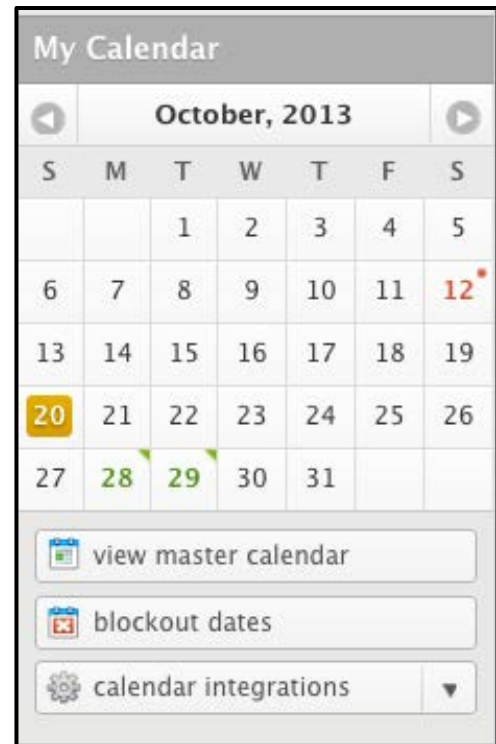 My Calendar
October, 2013
S M T W T F S
1 2 3 4 5
6 7 8 9 10 11 12
13 14 15 16 17 18 19
20 21 22 23 24 25 26
27 28 29 30 31
view master calendar
blockout dates
calendar integrations